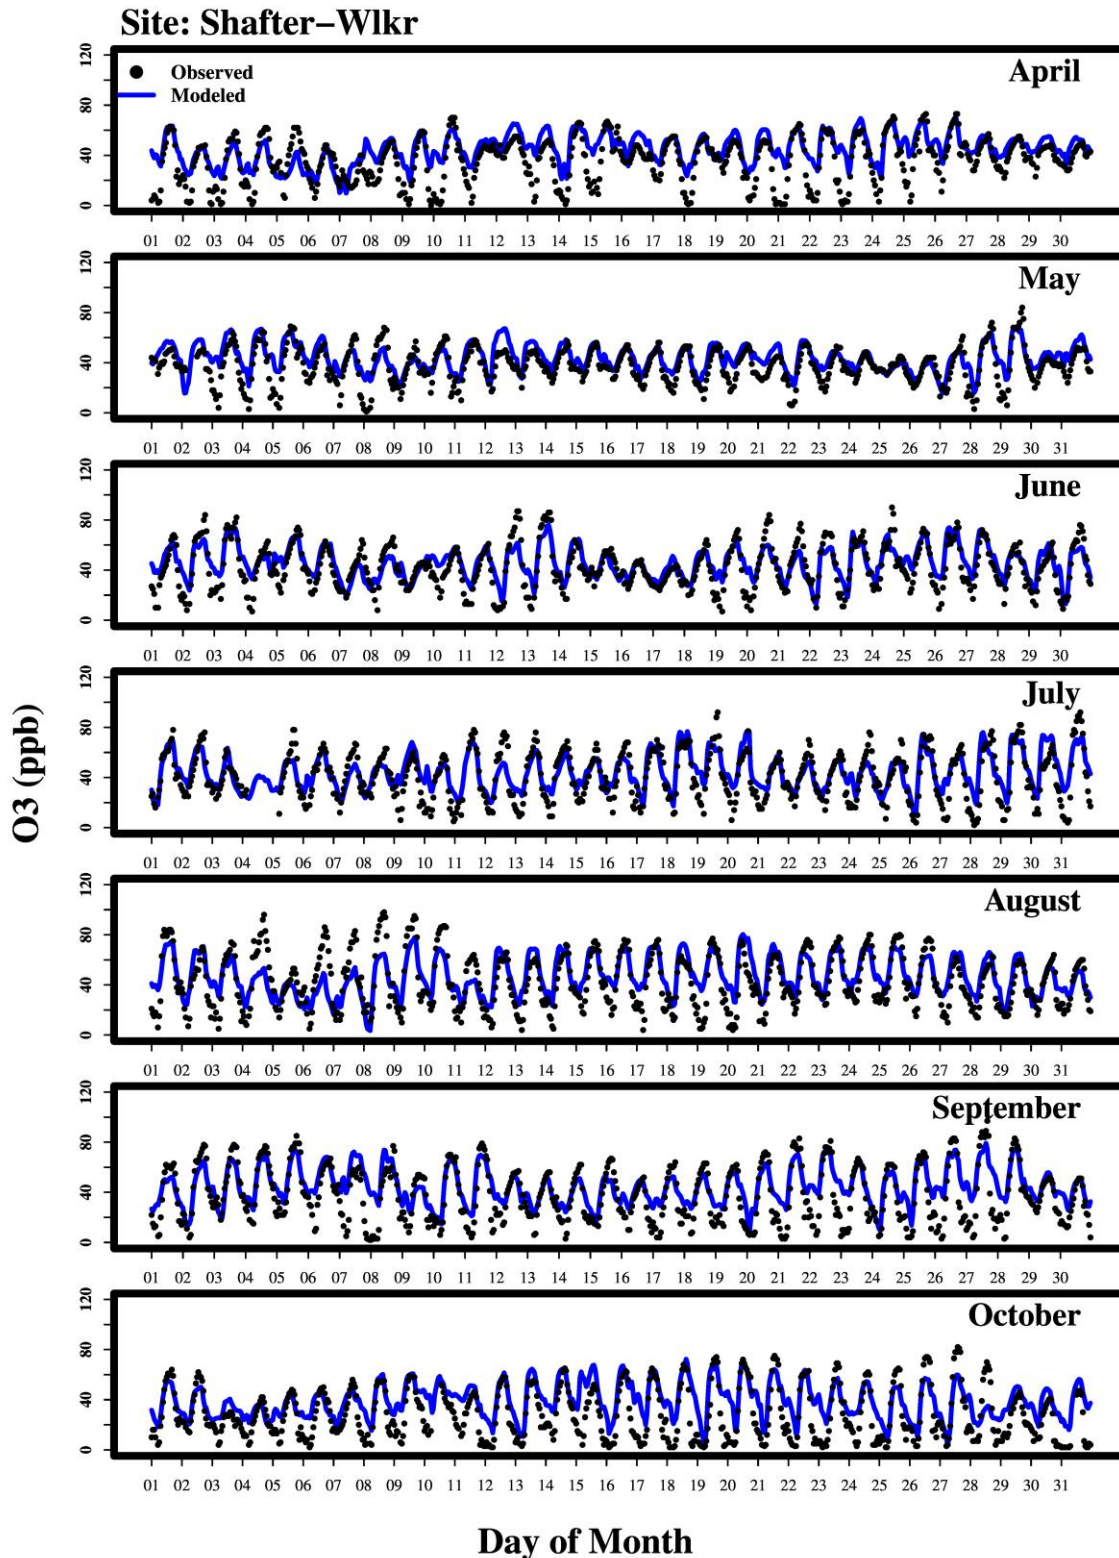 Site: Shafter−Wlkr
O3 (ppb)
April
Observed
Modeled
0 40 80 120
01 02 03 04 05 06 07 08 09 10 11 12 13 14 15 16 17 18 19 20 21 22 23 24 25 26 27 28 29 30
May
0 40 80 120
01 02 03 04 05 06 07 08 09 10 11 12 13 14 15 16 17 18 19 20 21 22 23 24 25 26 27 28 29 30 31
June
0 40 80 120
01 02 03 04 05 06 07 08 09 10 11 12 13 14 15 16 17 18 19 20 21 22 23 24 25 26 27 28 29 30
July
0 40 80 120
01 02 03 04 05 06 07 08 09 10 11 12 13 14 15 16 17 18 19 20 21 22 23 24 25 26 27 28 29 30 31
August
0 40 80 120
01 02 03 04 05 06 07 08 09 10 11 12 13 14 15 16 17 18 19 20 21 22 23 24 25 26 27 28 29 30 31
September
0 40 80 120
01 02 03 04 05 06 07 08 09 10 11 12 13 14 15 16 17 18 19 20 21 22 23 24 25 26 27 28 29 30
October
0 40 80 120
01 02 03 04 05 06 07 08 09 10 11 12 13 14 15 16 17 18 19 20 21 22 23 24 25 26 27 28 29 30 31
Day of Month